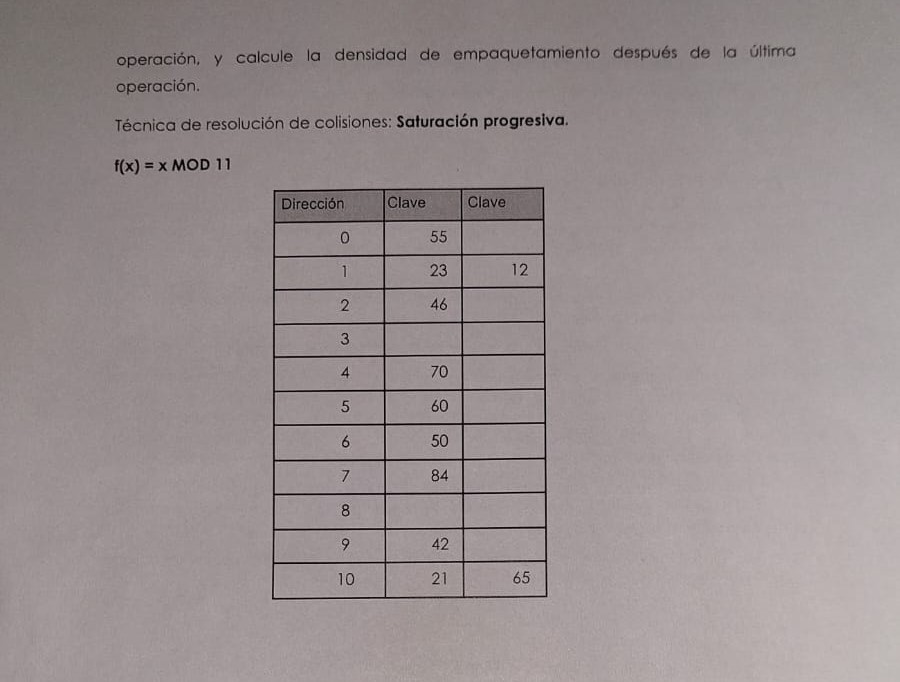 operación, y calcule la densidad de empaquetamiento después de la última
operación.
Técnica de resolución de colisiones: Saturación progresiva.
f(x) = x MOD 11
Dirección Clave Clave
0 55
1 23 12
2 46
3
4 70
5 60
6 50
7 84
8
9 42
10 21 65